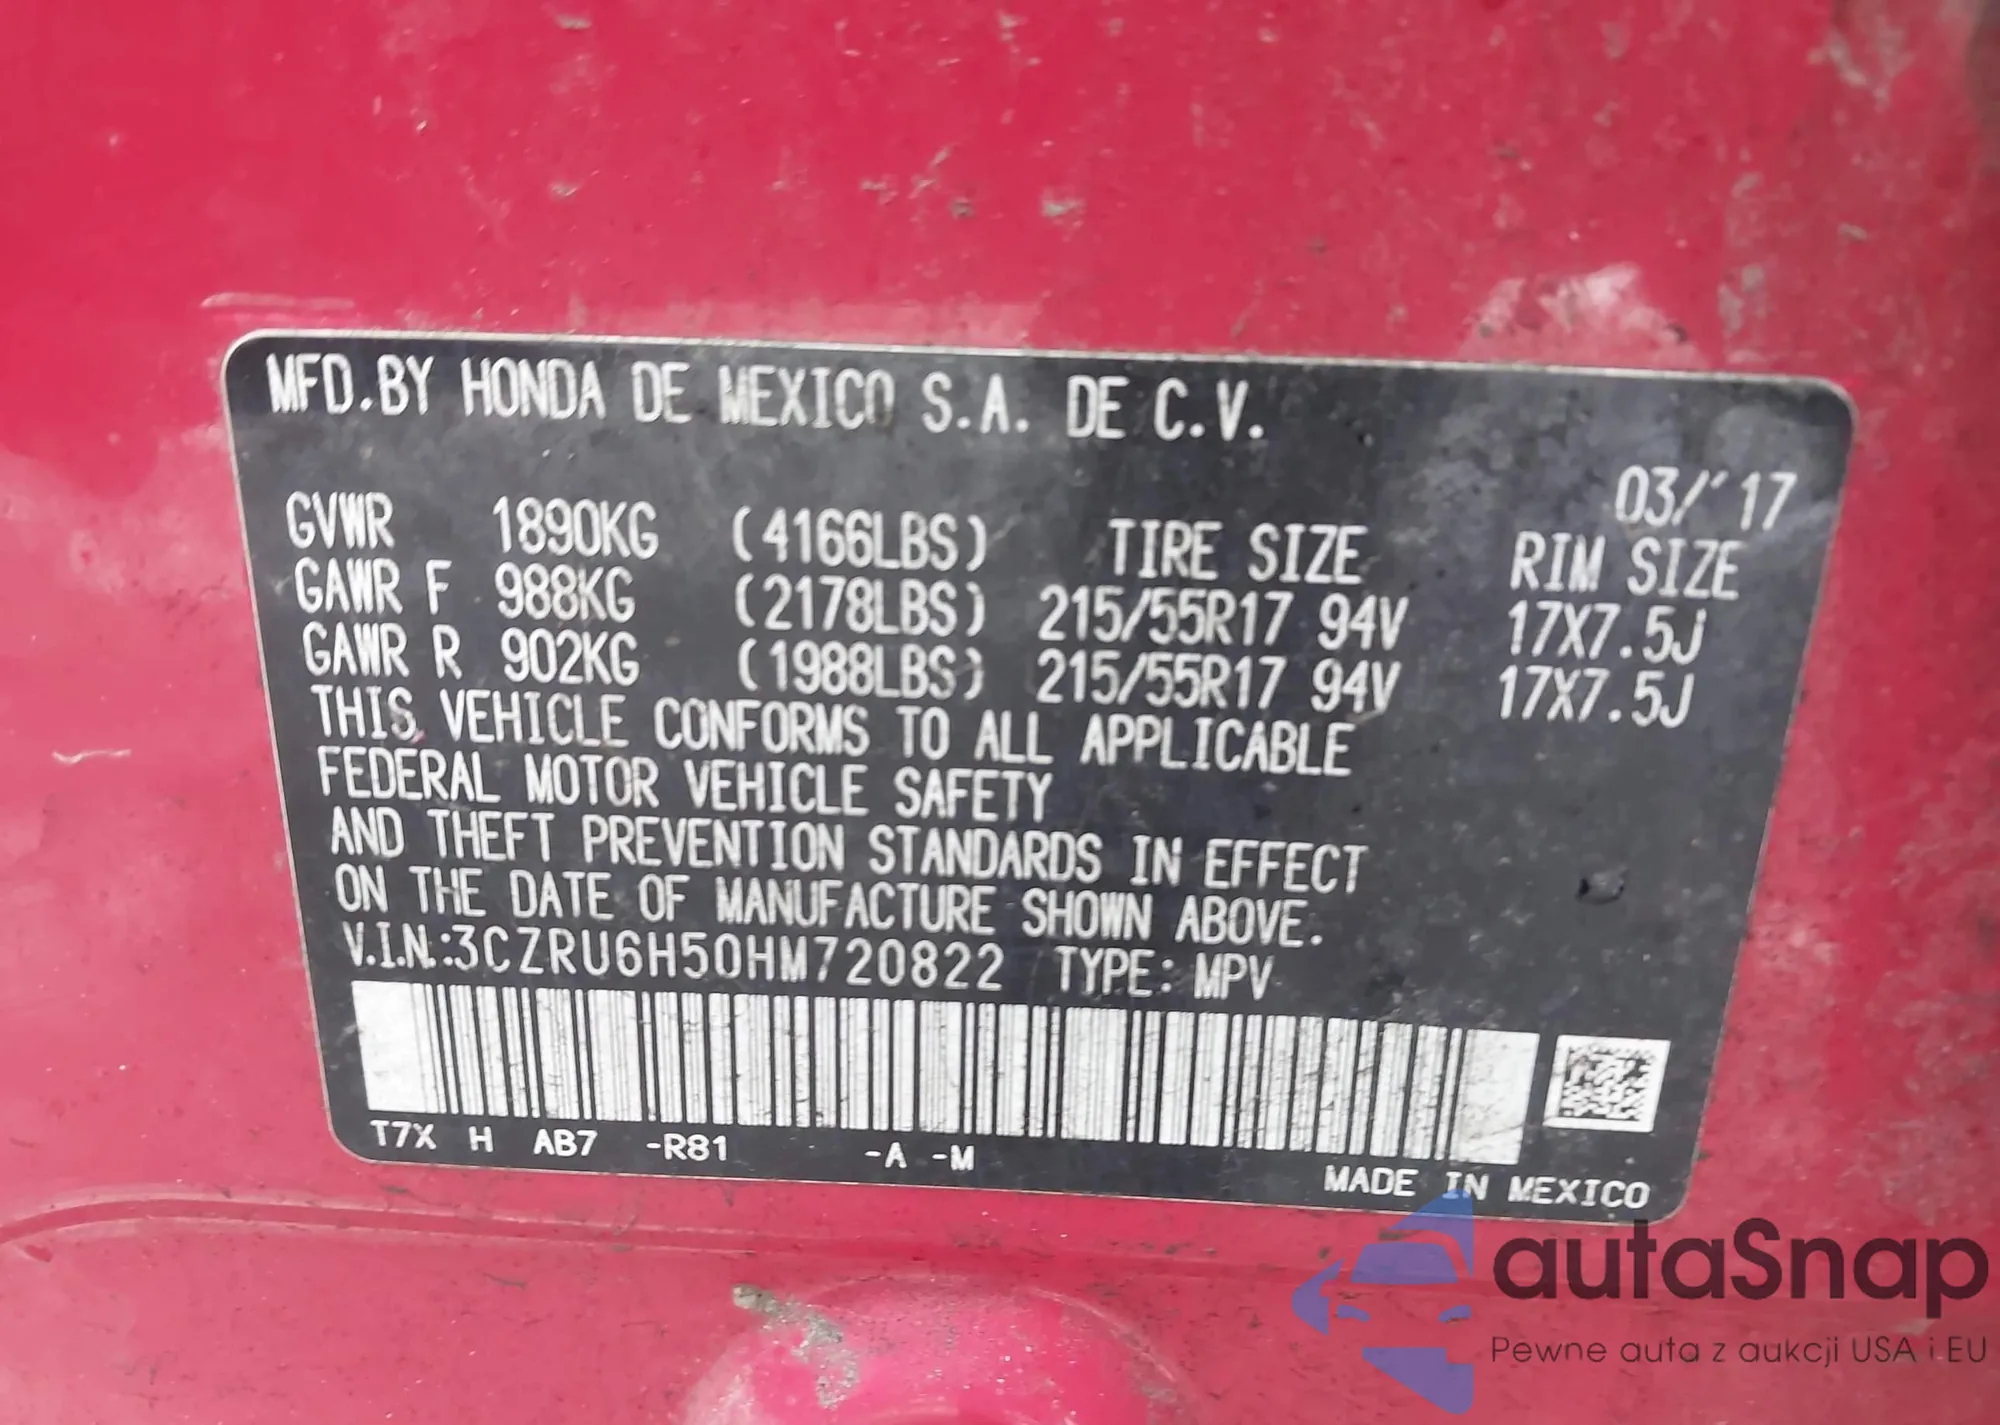 MFD.BY HONDA DE MEXICO S.A. DE C.V.
03/'17
GVWR 1890KG (4166LBS) TIRE SIZE RIM SIZE
GAWR F 988KG (2178LBS) 215/55R17 94V 17X7.5J
GAWR R 902KG (1988LBS) 215/55R17 94V 17X7.5J
THIS VEHICLE CONFORMS TO ALL APPLICABLE
FEDERAL MOTOR VEHICLE SAFETY
AND THEFT PREVENTION STANDARDS IN EFFECT
ON THE DATE OF MANUFACTURE SHOWN ABOVE.
V.I.N.:3CZRU6H50HM720822 TYPE: MPV
T7X H AB7 -R81 -A -M
MADE IN MEXICO
autaSnap
Pewne auta z aukcji USA i EU